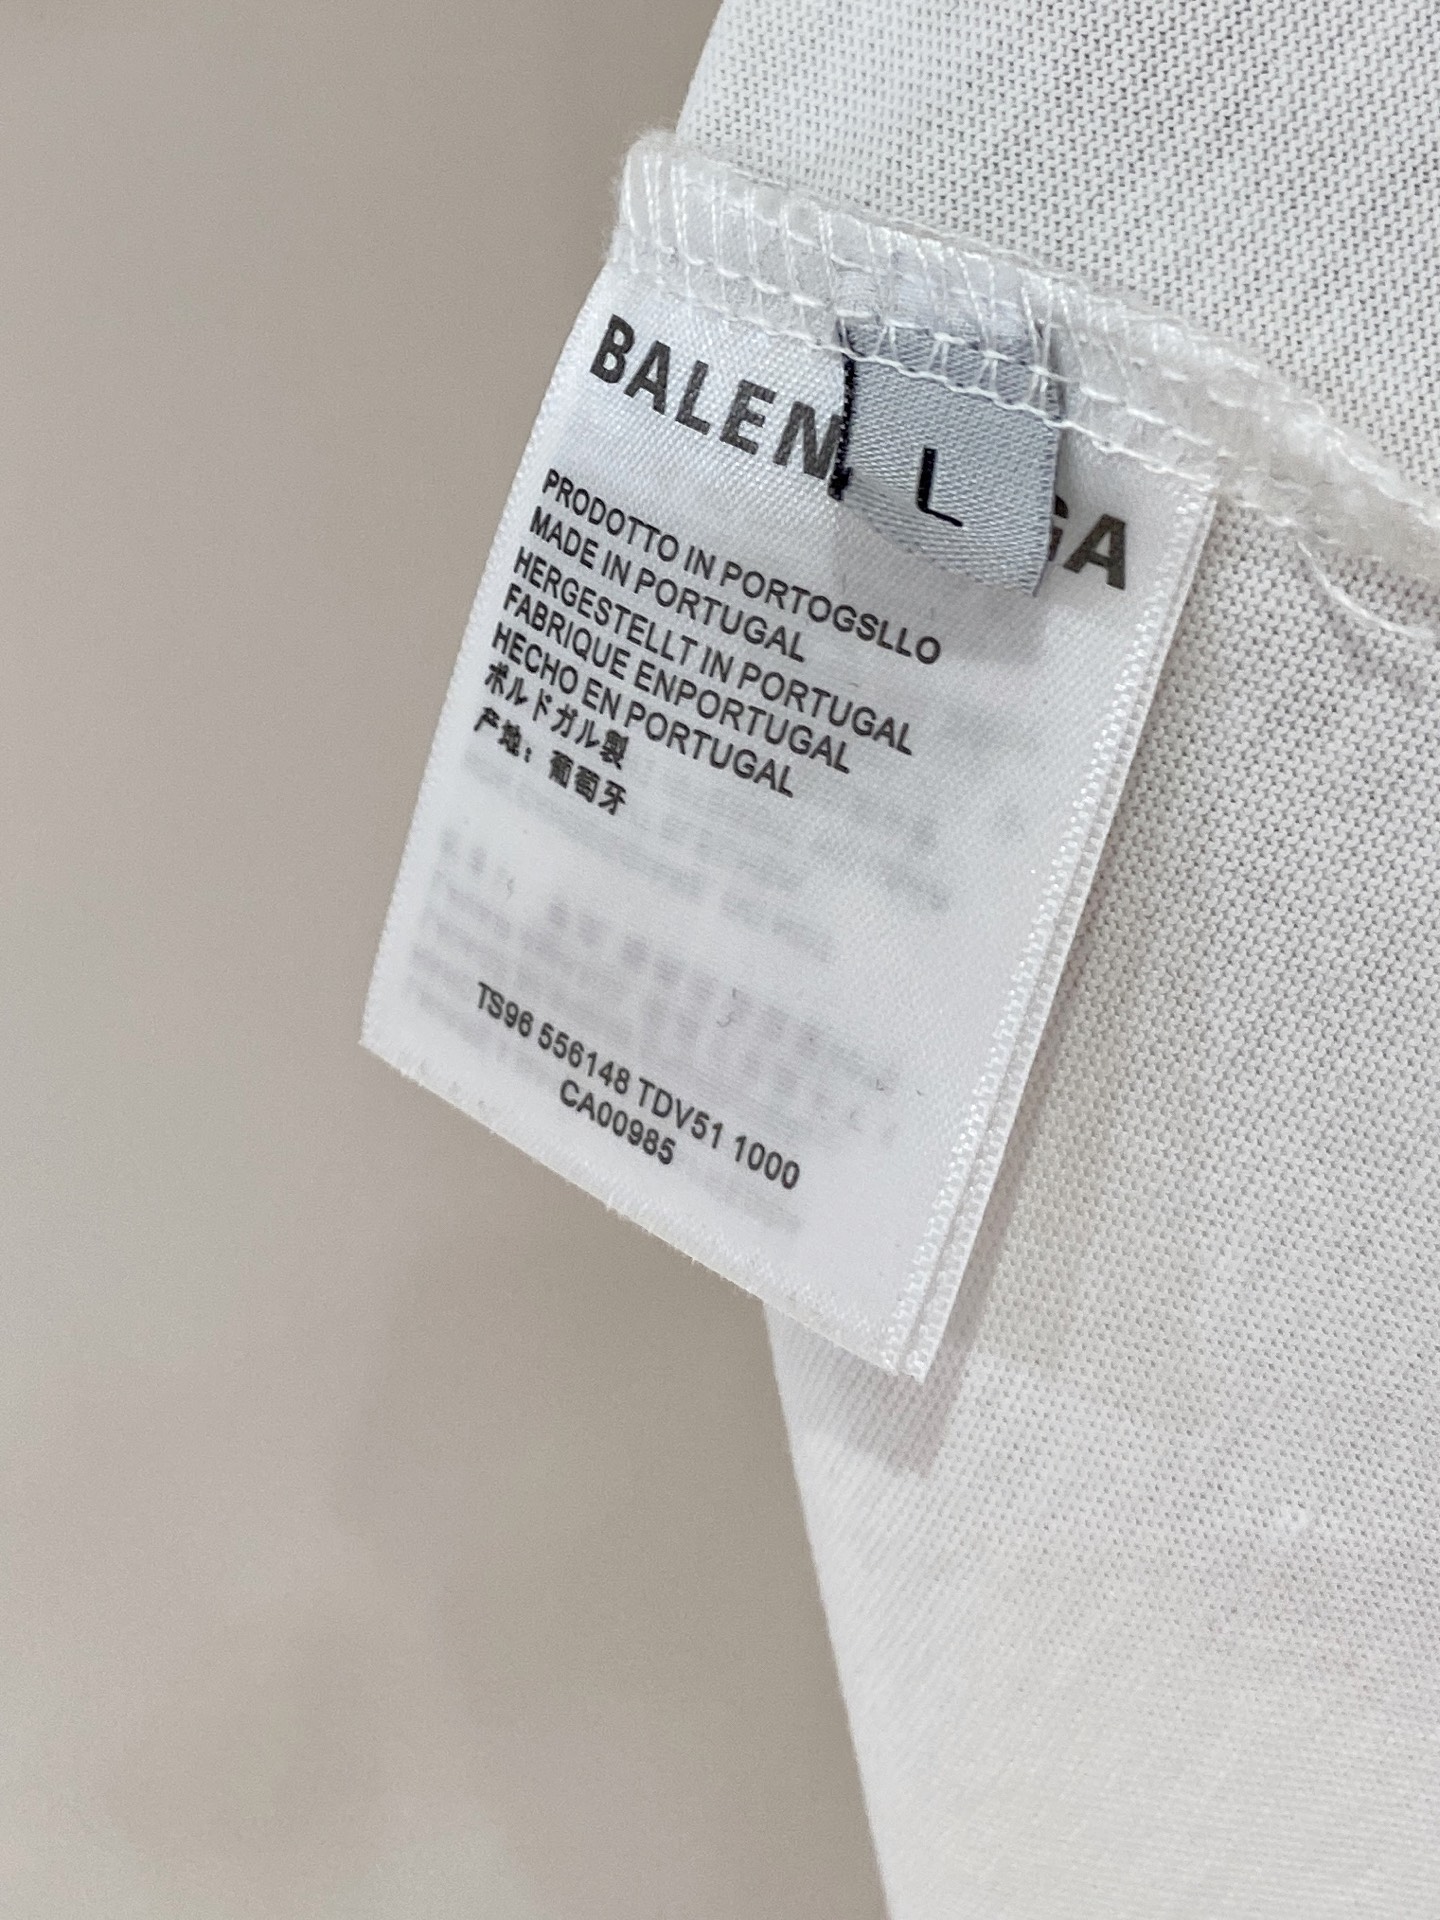 BALEN GA
L
PRODOTTO IN PORTOGSLLO
MADE IN PORTUGAL
HERGESTELLT IN PORTUGAL
FABRIQUE ENPORTUGAL
HECHO EN PORTUGAL
ポルドガル製
产地：葡萄牙
TS96 556148 TDV51 1000
CA00985